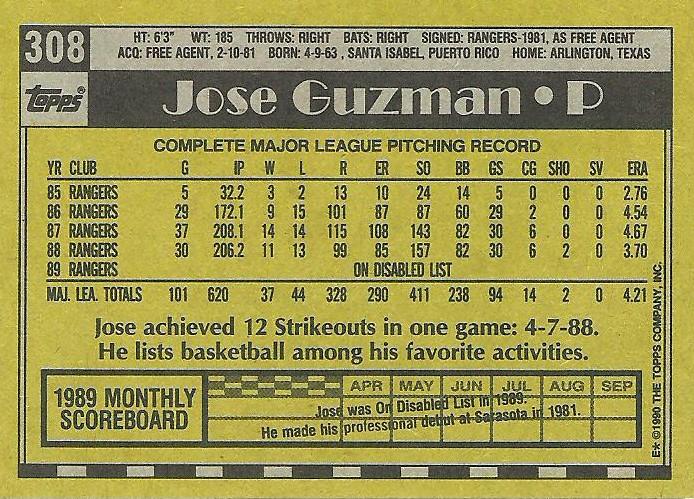 308
HT: 6'3" WT: 185 THROWS: RIGHT BATS: RIGHT SIGNED: RANGERS-1981, AS FREE AGENT
ACQ: FREE AGENT, 2-10-81 BORN: 4-9-63 , SANTA ISABEL, PUERTO RICO HOME: ARLINGTON, TEXAS
topps®
JOSE GUZMAN • P
COMPLETE MAJOR LEAGUE PITCHING RECORD
YR CLUB G IP W L R ER SO BB GS CG SHO SV ERA
85 RANGERS 5 32.2 3 2 13 10 24 14 5 0 0 0 2.76
86 RANGERS 29 172.1 9 15 101 87 87 60 29 2 0 0 4.54
87 RANGERS 37 208.1 14 14 115 108 143 82 30 6 0 0 4.67
88 RANGERS 30 206.2 11 13 99 85 157 82 30 6 2 0 3.70
89 RANGERS ON DISABLED LIST
MAJ. LEA. TOTALS 101 620 37 44 328 290 411 238 94 14 2 0 4.21
Jose achieved 12 Strikeouts in one game: 4-7-88.
He lists basketball among his favorite activities.
1989 MONTHLY
SCOREBOARD
APR MAY JUN JUL AUG SEP
Jose was On Disabled List in 1989.
He made his professional debut at Sarasota in 1981.
E* © 1990 THE TOPPS COMPANY, INC.